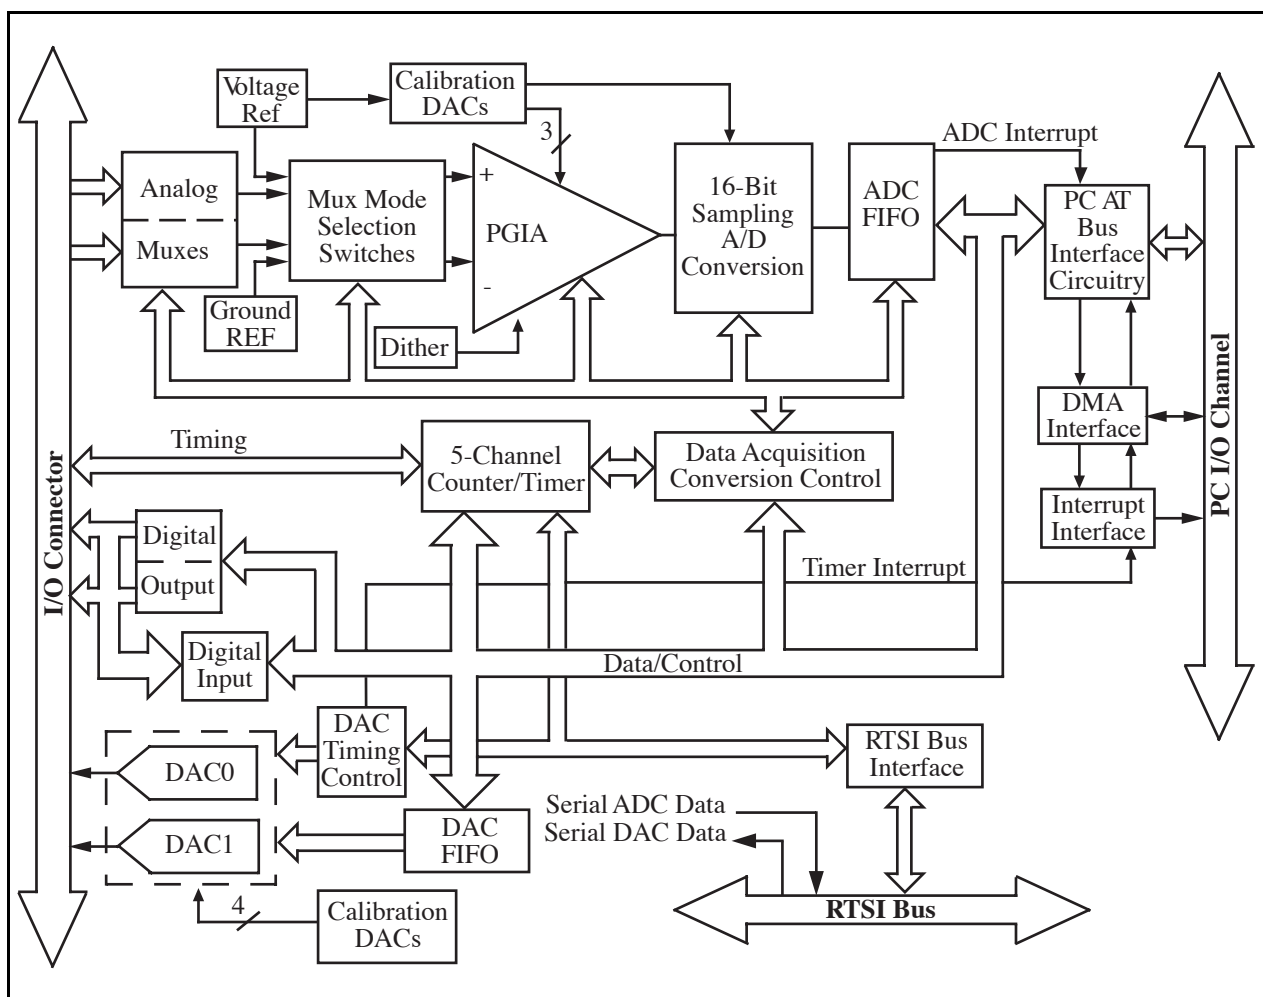 Voltage
Ref
Calibration
DACs
3
ADC Interrupt
Analog
Muxes
Mux Mode
Selection
Switches
+
PGIA
-
16-Bit
Sampling
A/D
Conversion
ADC
FIFO
PC AT
Bus
Interface
Circuitry
Ground
REF
Dither
DMA
Interface
PC I/O Channel
Timing
5-Channel
Counter/Timer
Data Acquisition
Conversion Control
Interrupt
Interface
I/O Connector
Digital
Output
Timer Interrupt
Digital
Input
Data/Control
DAC
Timing
Control
RTSI Bus
Interface
DAC0
DAC1
DAC
FIFO
Serial ADC Data
Serial DAC Data
4
Calibration
DACs
RTSI Bus